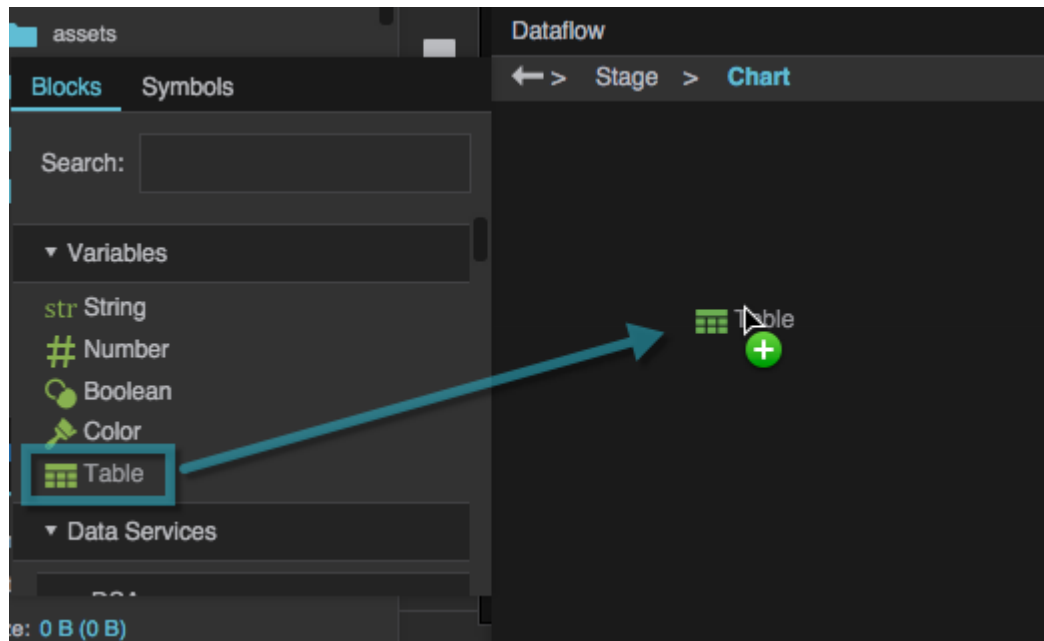 assets
Blocks Symbols
Search:
Variables
str String
Number
Boolean
Color
Table
Data Services
0 B (0 B)
Dataflow
> Stage > Chart
Table